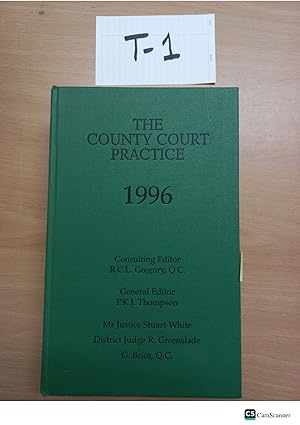 T-1
THE
COUNTY COURT
PRACTICE
1996
Consulting Editor
R.C.L. Gregory, Q.C.
General Editor
P.K.J. Thompson
Mr Justice Stuart-White
District Judge R. Greenslade
G. Brice, Q.C.
CS CamScanner